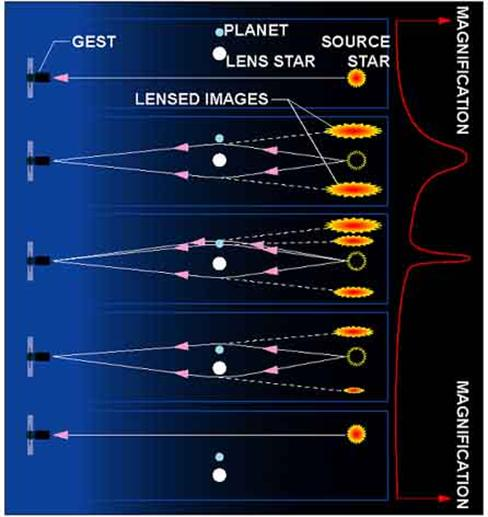 GEST
PLANET
LENS STAR
SOURCE
STAR
MAGNIFICATION
LENSED IMAGES
MAGNIFICATION